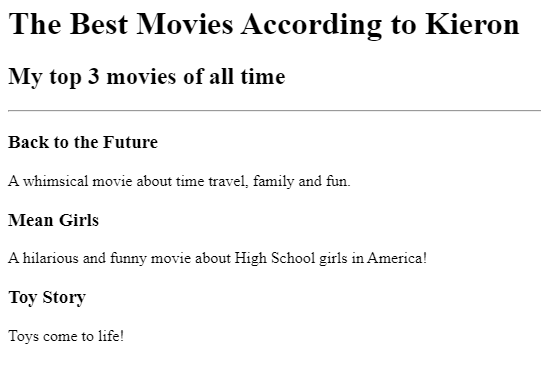 The Best Movies According to Kieron
My top 3 movies of all time
Back to the Future
A whimsical movie about time travel, family and fun.
Mean Girls
A hilarious and funny movie about High School girls in America!
Toy Story
Toys come to life!